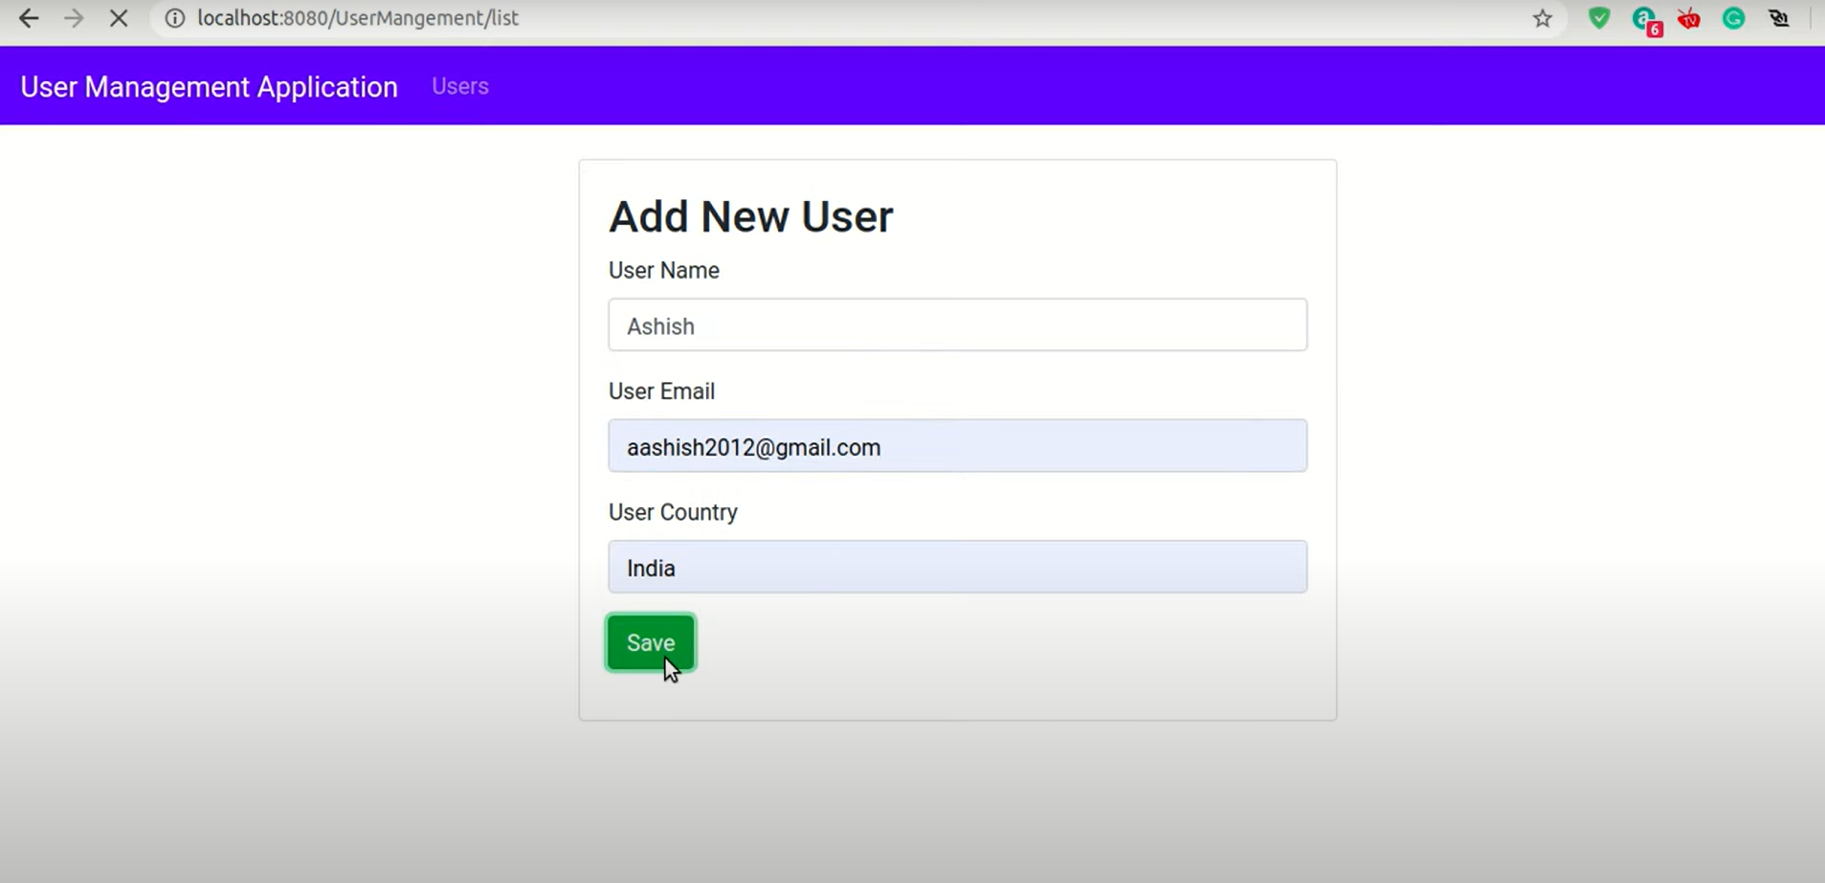 localhost:8080/UserMangement/list
6
User Management Application Users
Add New User
User Name
Ashish
User Email
aashish2012@gmail.com
User Country
India
Save